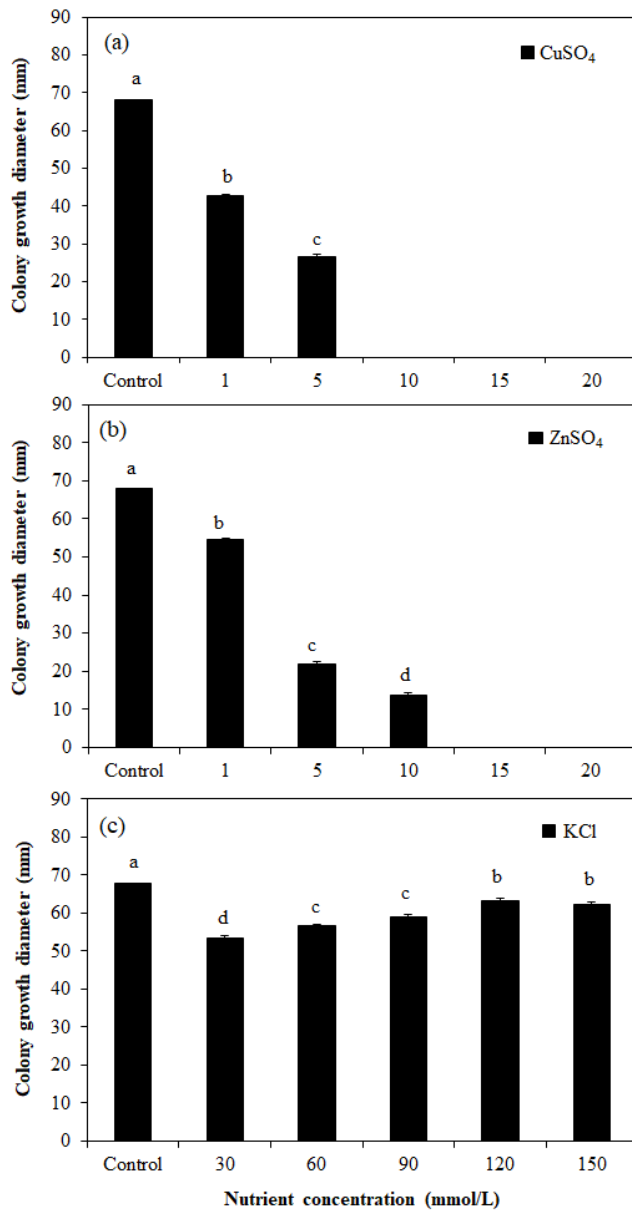 Colony growth diameter (mm)
90
80
70
60
50
40
30
20
10
0
(a)
CuSO₄
a
b
c
Control 1 5 10 15 20
Colony growth diameter (mm)
90
80
70
60
50
40
30
20
10
0
(b)
ZnSO₄
a
b
c
d
Control 1 5 10 15 20
Colony growth diameter (mm)
90
80
70
60
50
40
30
20
10
0
(c)
KCl
a
d
c
c
b
b
Control 30 60 90 120 150
Nutrient concentration (mmol/L)